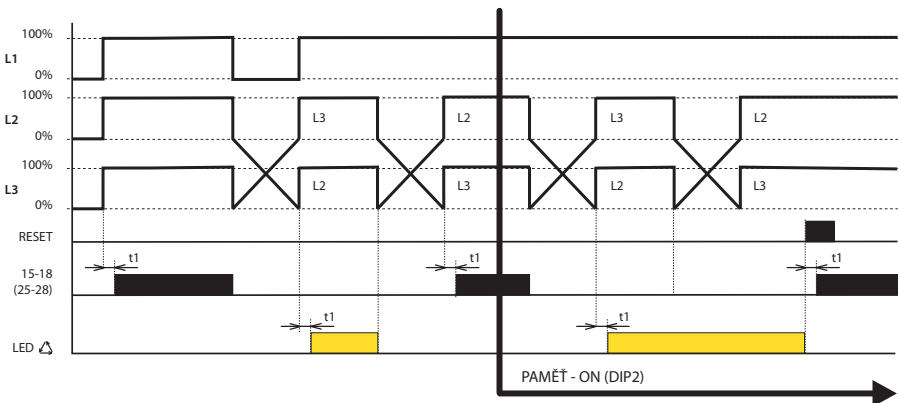 100%
L1
0%
100%
L2
0%
L3
L2
L3
L2
100%
L3
0%
L2
L3
L2
L3
RESET
t1
t1
t1
15-18
(25-28)
t1
t1
LED
PAMĚŤ - ON (DIP2)